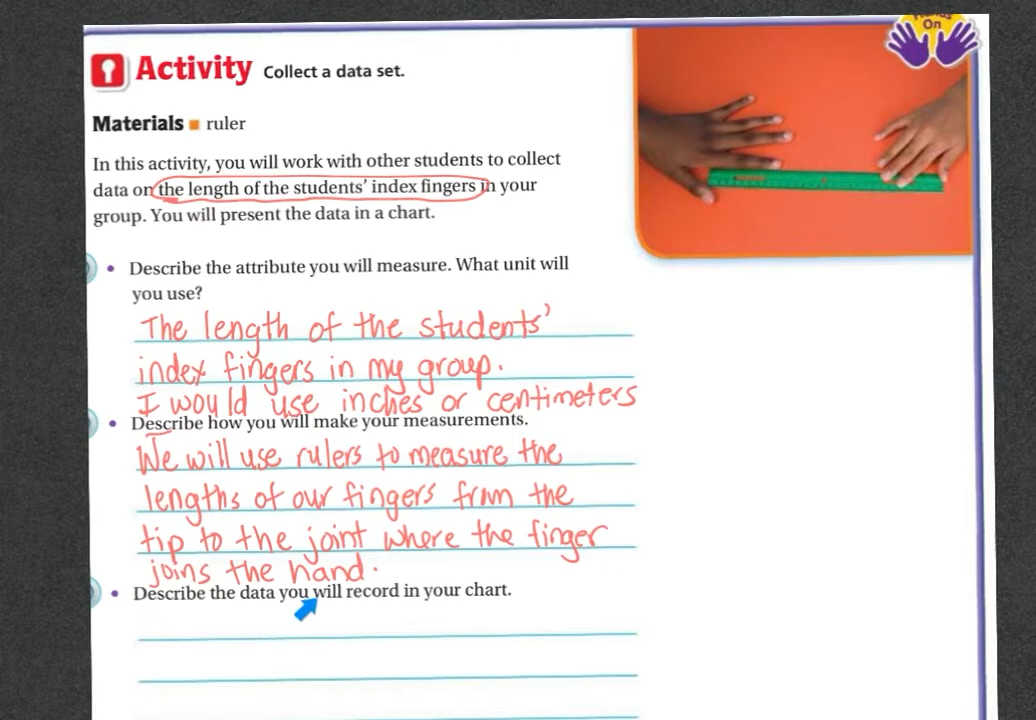 Hands
On
Activity Collect a data set.
Materials ■ ruler
In this activity, you will work with other students to collect
data on the length of the students' index fingers in your
group. You will present the data in a chart.
• Describe the attribute you will measure. What unit will
you use?
The length of the students'
index fingers in my group.
I would use inches or centimeters
• Describe how you will make your measurements.
We will use rulers to measure the
lengths of our fingers from the
tip to the joint where the finger
joins the hand.
• Describe the data you will record in your chart.